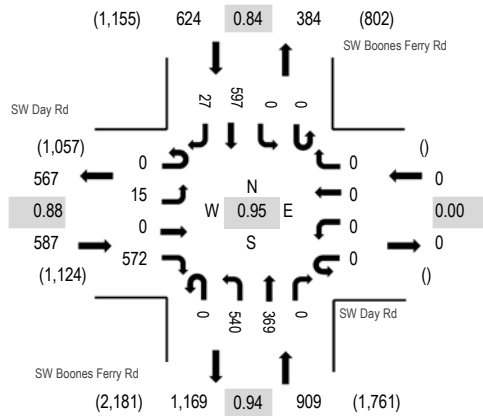 (1,155) 624 0.84 384 (802)
SW Boones Ferry Rd
27 597 0 0
SW Day Rd
(1,057) 0 0 ()
567 15 N 0 0
0.88 W 0.95 E 0.00
587 0 S 0 0
(1,124) 572 0 ()
0 540 369 0
SW Day Rd
SW Boones Ferry Rd
(2,181) 1,169 0.94 909 (1,761)